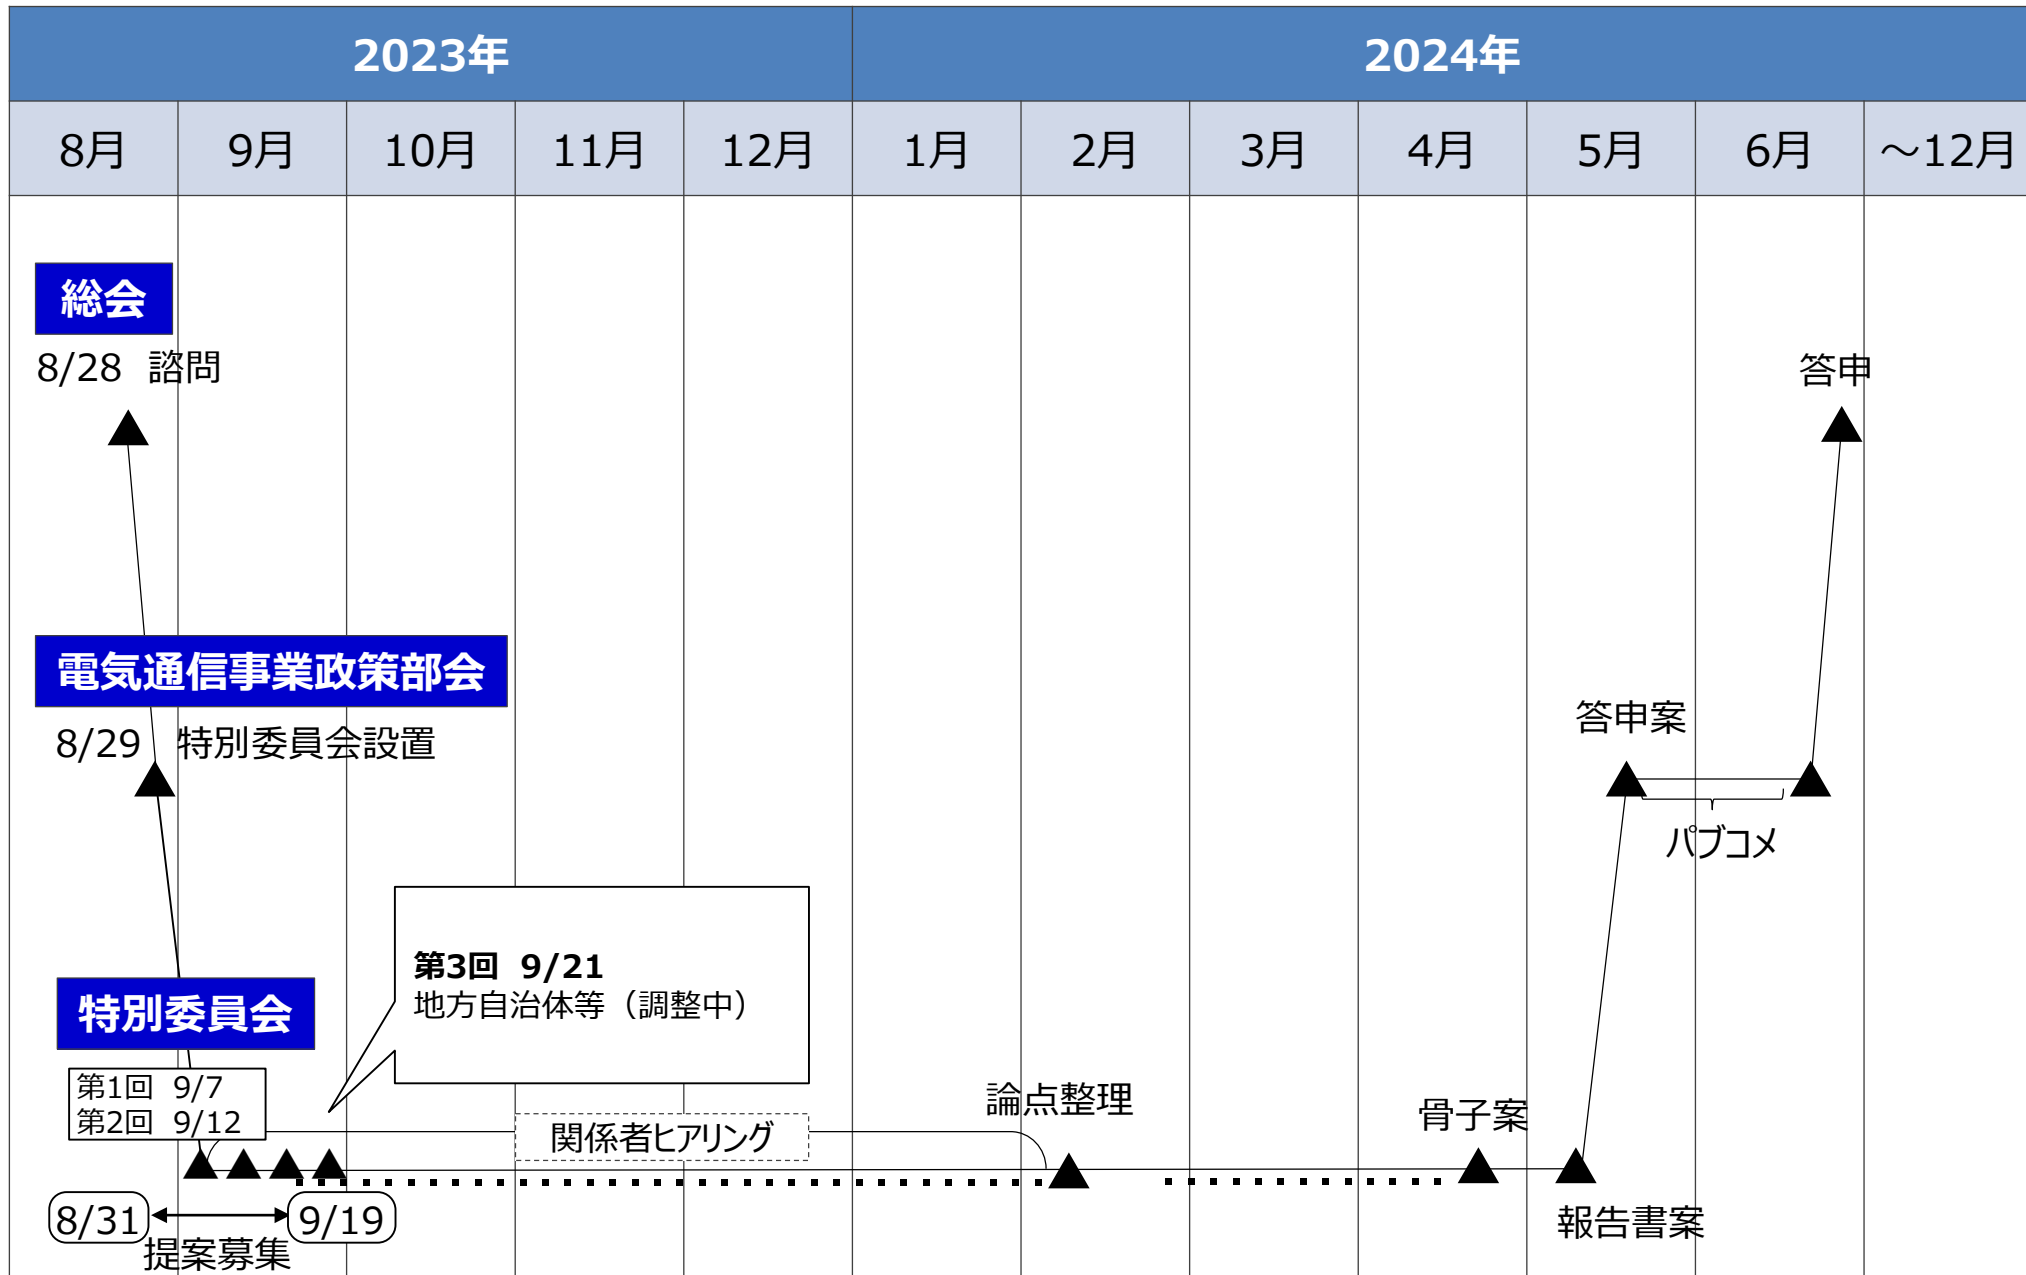 2023年
2024年
8月
9月
10月
11月
12月
1月
2月
3月
4月
5月
6月
～12月
総会
8/28 諮問
答申
電気通信事業政策部会
8/29 特別委員会設置
答申案
パブコメ
第3回 9/21
地方自治体等（調整中）
特別委員会
第1回 9/7
第2回 9/12
関係者ヒアリング
論点整理
骨子案
報告書案
8/31
9/19
提案募集